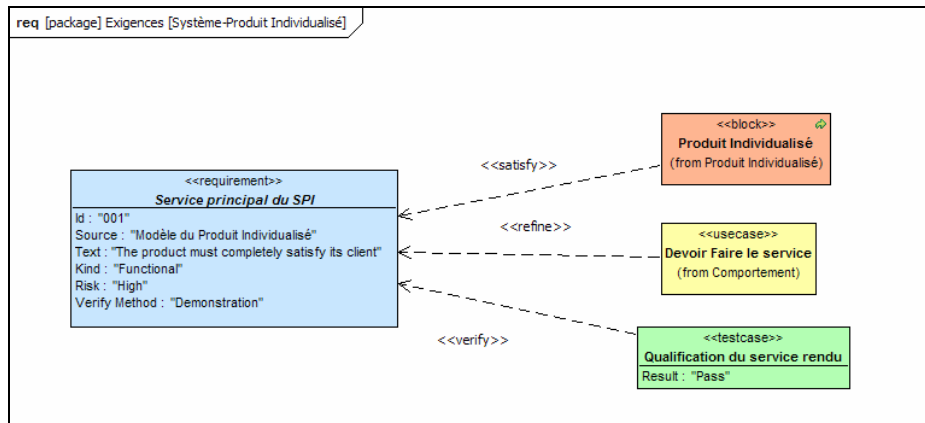 req [package] Exigences [Système-Produit Individualisé]
<<block>>
Produit Individualisé
(from Produit Individualisé)
<<satisfy>>
<<requirement>>
Service principal du SPI
Id : "001"
Source : "Modèle du Produit Individualisé"
Text : "The product must completely satisfy its client"
Kind : "Functional"
Risk : "High"
Verify Method : "Demonstration"
<<refine>>
<<usecase>>
Devoir Faire le service
(from Comportement)
<<verify>>
<<testcase>>
Qualification du service rendu
Result : "Pass"